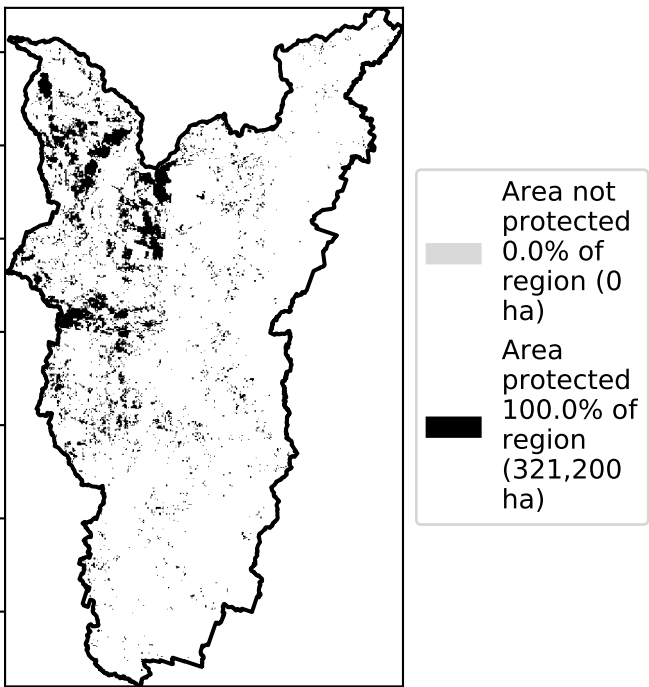 Area not
protected
0.0% of
region (0
ha)
Area
protected
100.0% of
region
(321,200
ha)